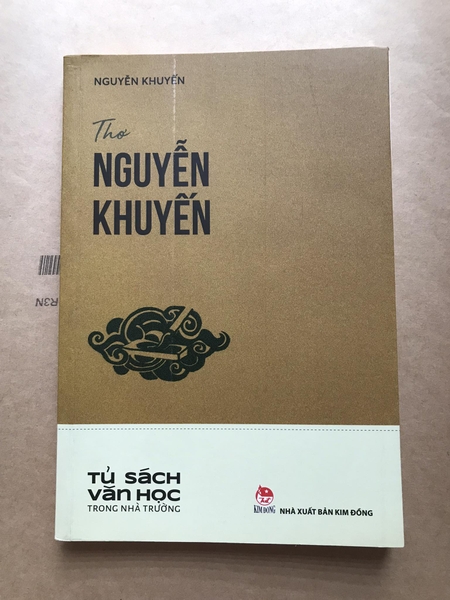 NGUYỄN KHUYẾN
Thơ
NGUYỄN
KHUYẾN
TỦ SÁCH
VĂN HỌC
TRONG NHÀ TRƯỜNG
KIM ĐỒNG
NHÀ XUẤT BẢN KIM ĐỒNG